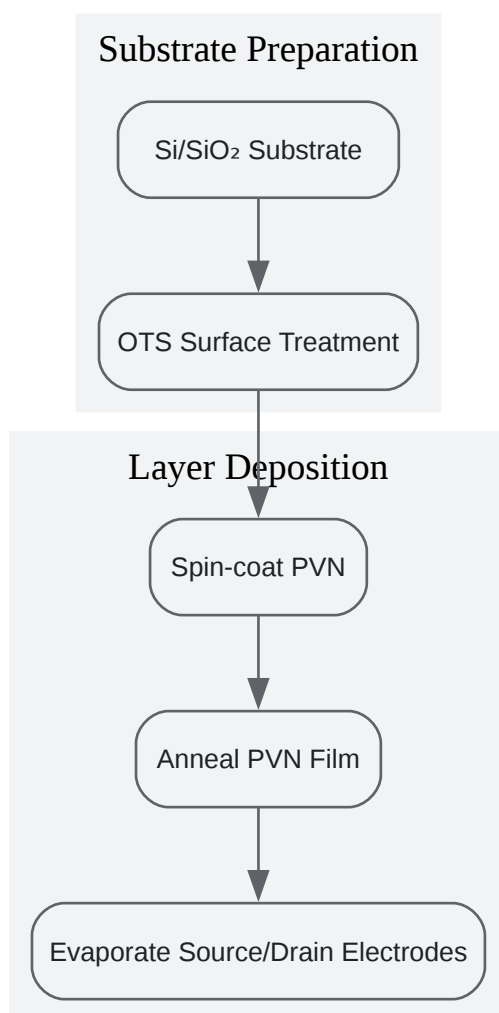 Substrate Preparation
Si/SiO₂ Substrate
OTS Surface Treatment
Layer Deposition
Spin-coat PVN
Anneal PVN Film
Evaporate Source/Drain Electrodes